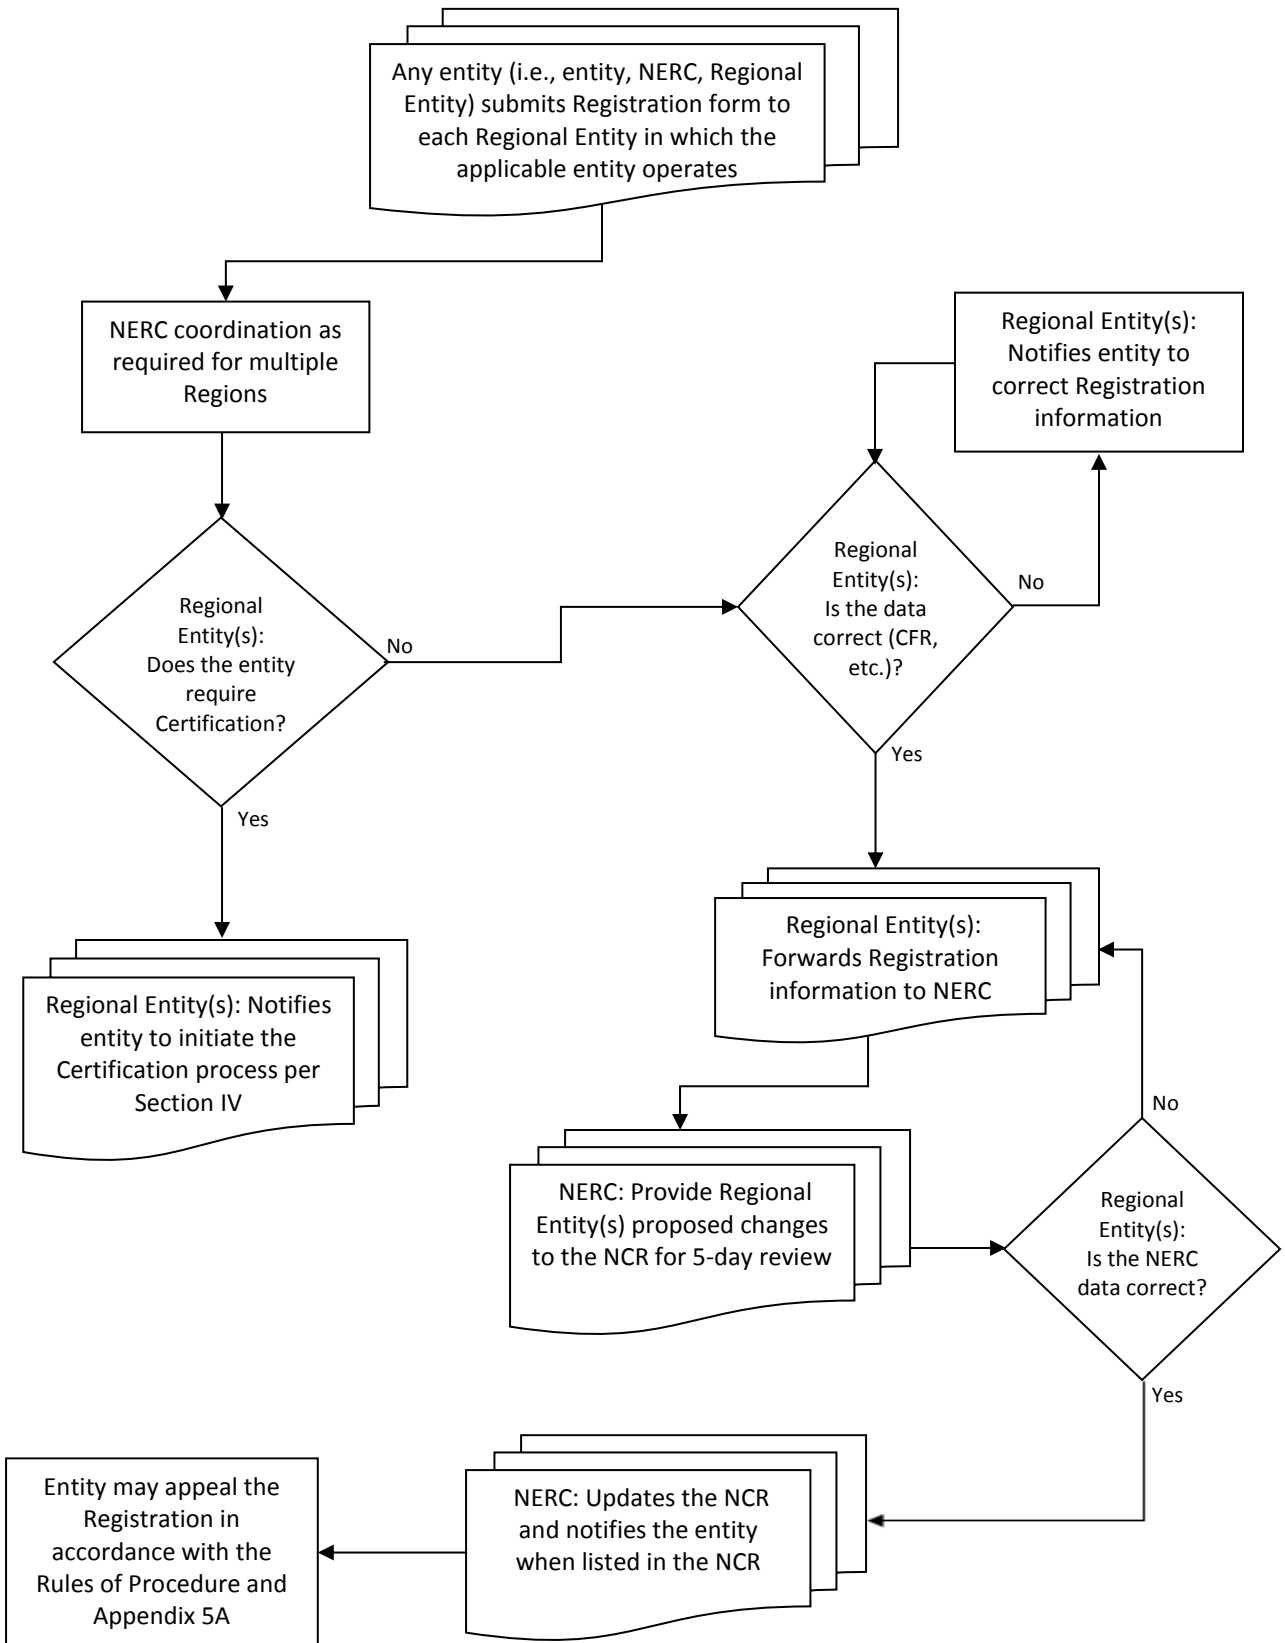 Any entity (i.e., entity, NERC, Regional
Entity) submits Registration form to
each Regional Entity in which the
applicable entity operates
NERC coordination as
required for multiple
Regions
Regional Entity(s):
Notifies entity to
correct Registration
information
Regional
Entity(s):
Does the entity
require
Certification?
No
Yes
Regional
Entity(s):
Is the data
correct (CFR,
etc.)?
No
Yes
Regional Entity(s): Notifies
entity to initiate the
Certification process per
Section IV
Regional Entity(s):
Forwards Registration
information to NERC
NERC: Provide Regional
Entity(s) proposed changes
to the NCR for 5-day review
No
Regional
Entity(s):
Is the NERC
data correct?
Yes
NERC: Updates the NCR
and notifies the entity
when listed in the NCR
Entity may appeal the
Registration in
accordance with the
Rules of Procedure and
Appendix 5A